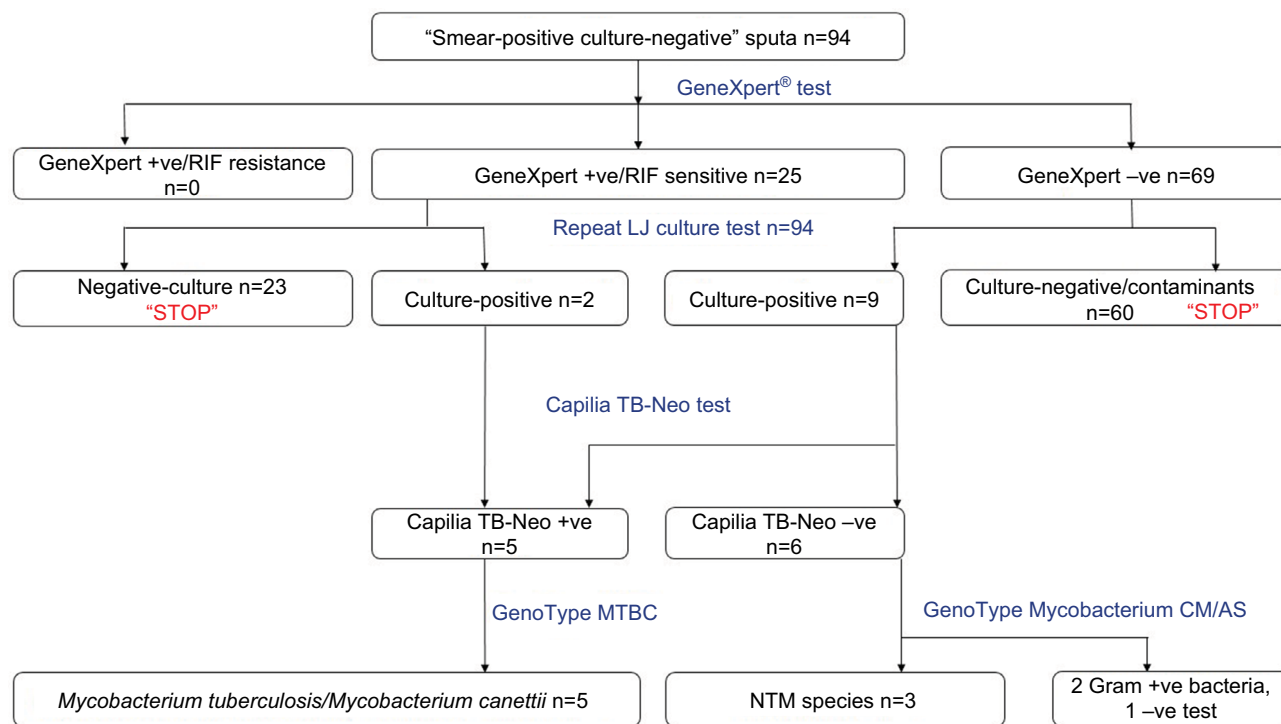 “Smear-positive culture-negative” sputa n=94
GeneXpert® test
GeneXpert +ve/RIF resistance
n=0
GeneXpert +ve/RIF sensitive n=25
GeneXpert –ve n=69
Repeat LJ culture test n=94
Negative-culture n=23
“STOP”
Culture-positive n=2
Culture-positive n=9
Culture-negative/contaminants
n=60 “STOP”
Capilia TB-Neo test
Capilia TB-Neo +ve
n=5
Capilia TB-Neo –ve
n=6
GenoType MTBC
GenoType Mycobacterium CM/AS
Mycobacterium tuberculosis/Mycobacterium canettii n=5
NTM species n=3
2 Gram +ve bacteria,
1 –ve test